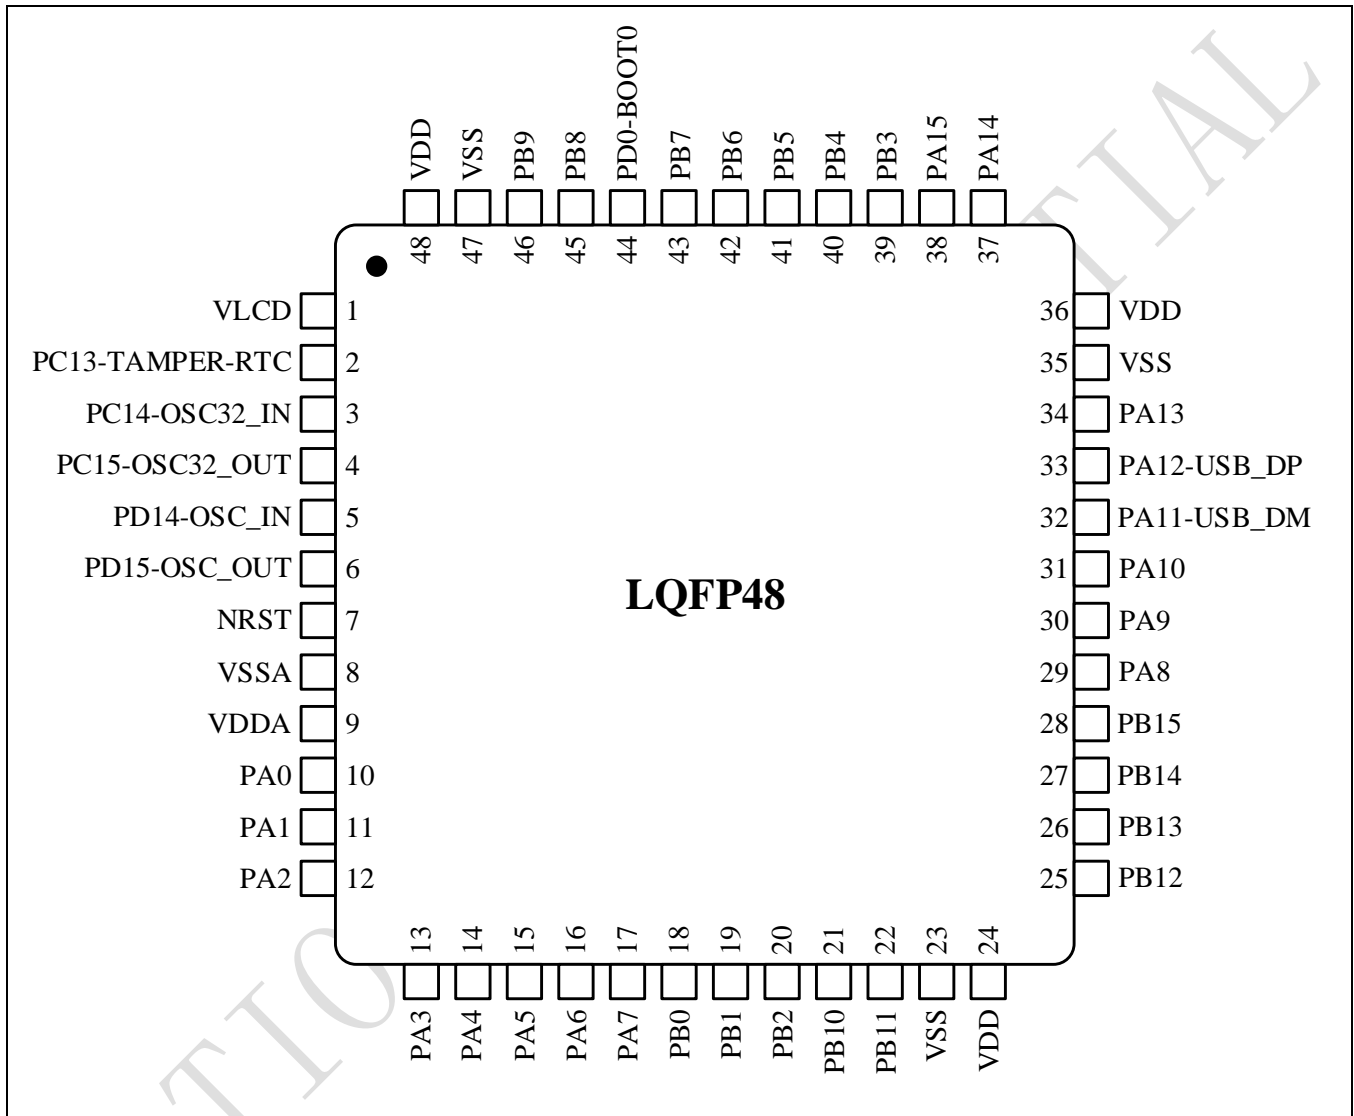 VDD
VSS
PB9
PB8
PD0-BOOT0
PB7
PB6
PB5
PB4
PB3
PA15
PA14
48
47
46
45
44
43
42
41
40
39
38
37
VLCD 1
PC13-TAMPER-RTC 2
PC14-OSC32_IN 3
PC15-OSC32_OUT 4
PD14-OSC_IN 5
PD15-OSC_OUT 6
NRST 7
VSSA 8
VDDA 9
PA0 10
PA1 11
PA2 12
LQFP48
36 VDD
35 VSS
34 PA13
33 PA12-USB_DP
32 PA11-USB_DM
31 PA10
30 PA9
29 PA8
28 PB15
27 PB14
26 PB13
25 PB12
13
14
15
16
17
18
19
20
21
22
23
24
PA3
PA4
PA5
PA6
PA7
PB0
PB1
PB2
PB10
PB11
VSS
VDD
TIO
TIAL